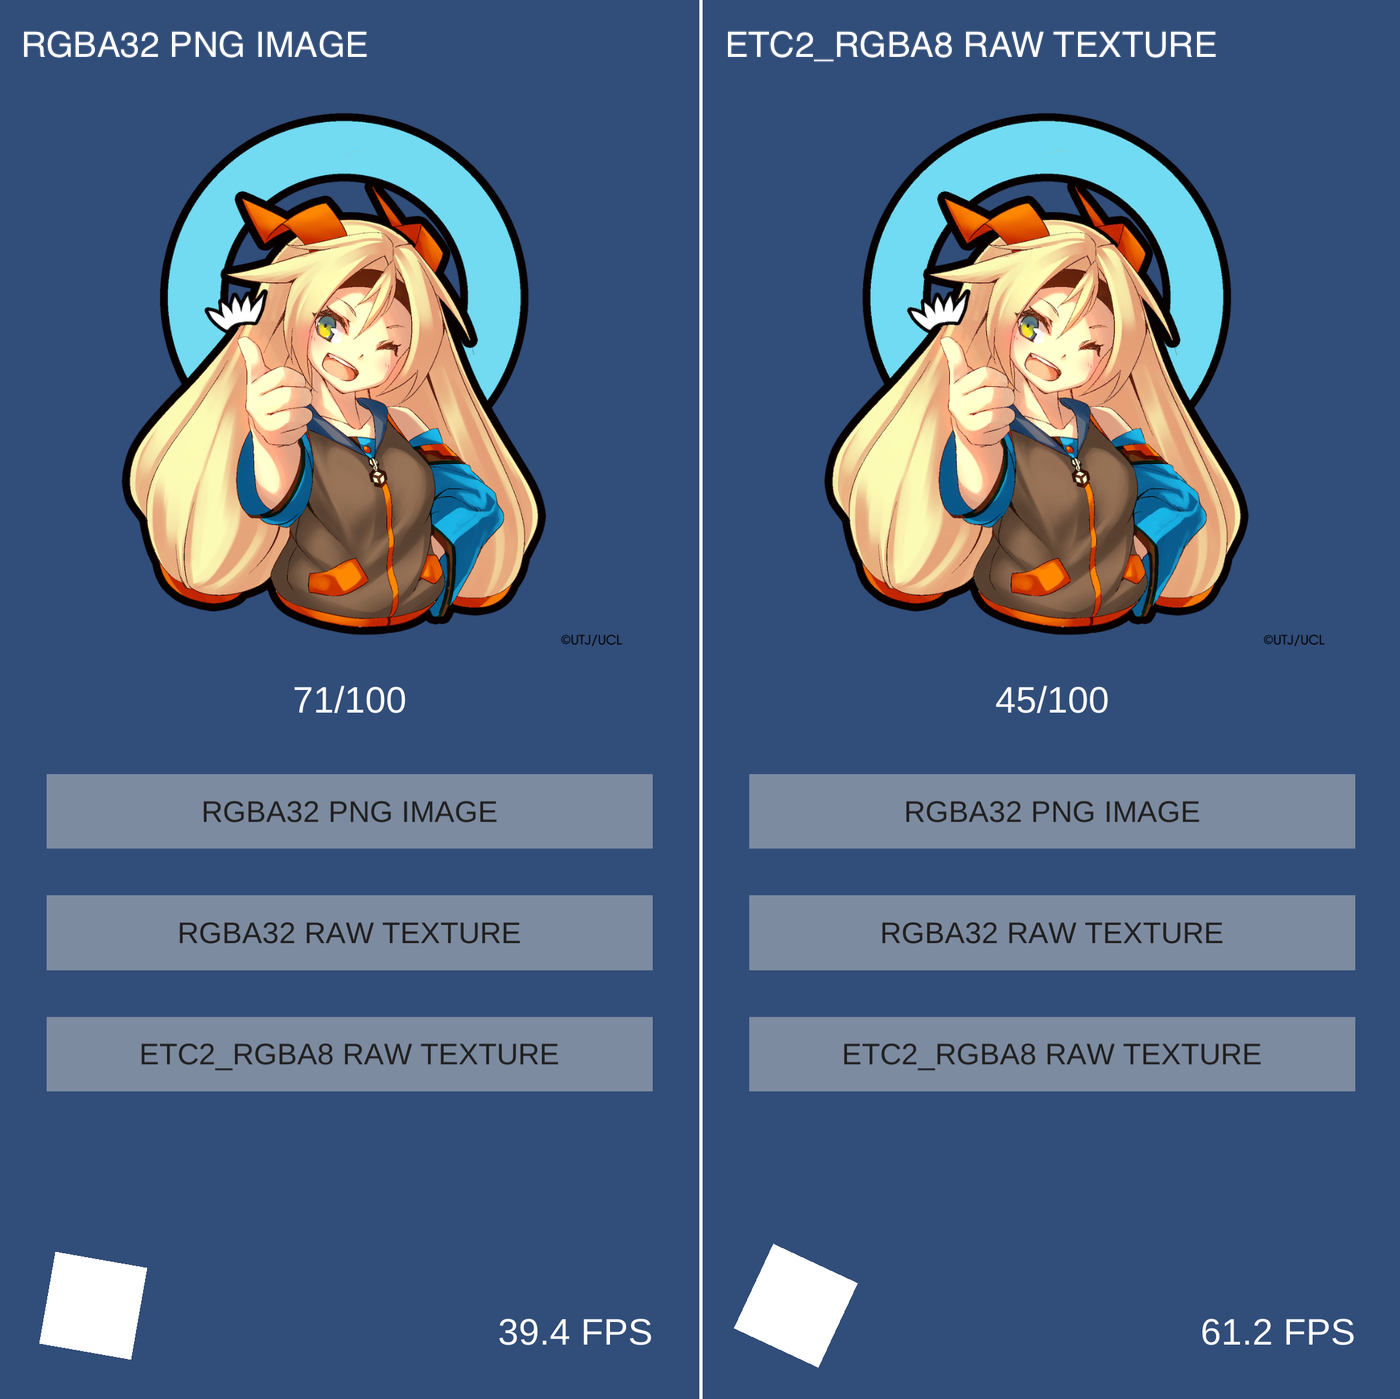 RGBA32 PNG IMAGE
©UTJ/UCL
71/100
RGBA32 PNG IMAGE
RGBA32 RAW TEXTURE
ETC2_RGBA8 RAW TEXTURE
39.4 FPS
ETC2_RGBA8 RAW TEXTURE
©UTJ/UCL
45/100
RGBA32 PNG IMAGE
RGBA32 RAW TEXTURE
ETC2_RGBA8 RAW TEXTURE
61.2 FPS